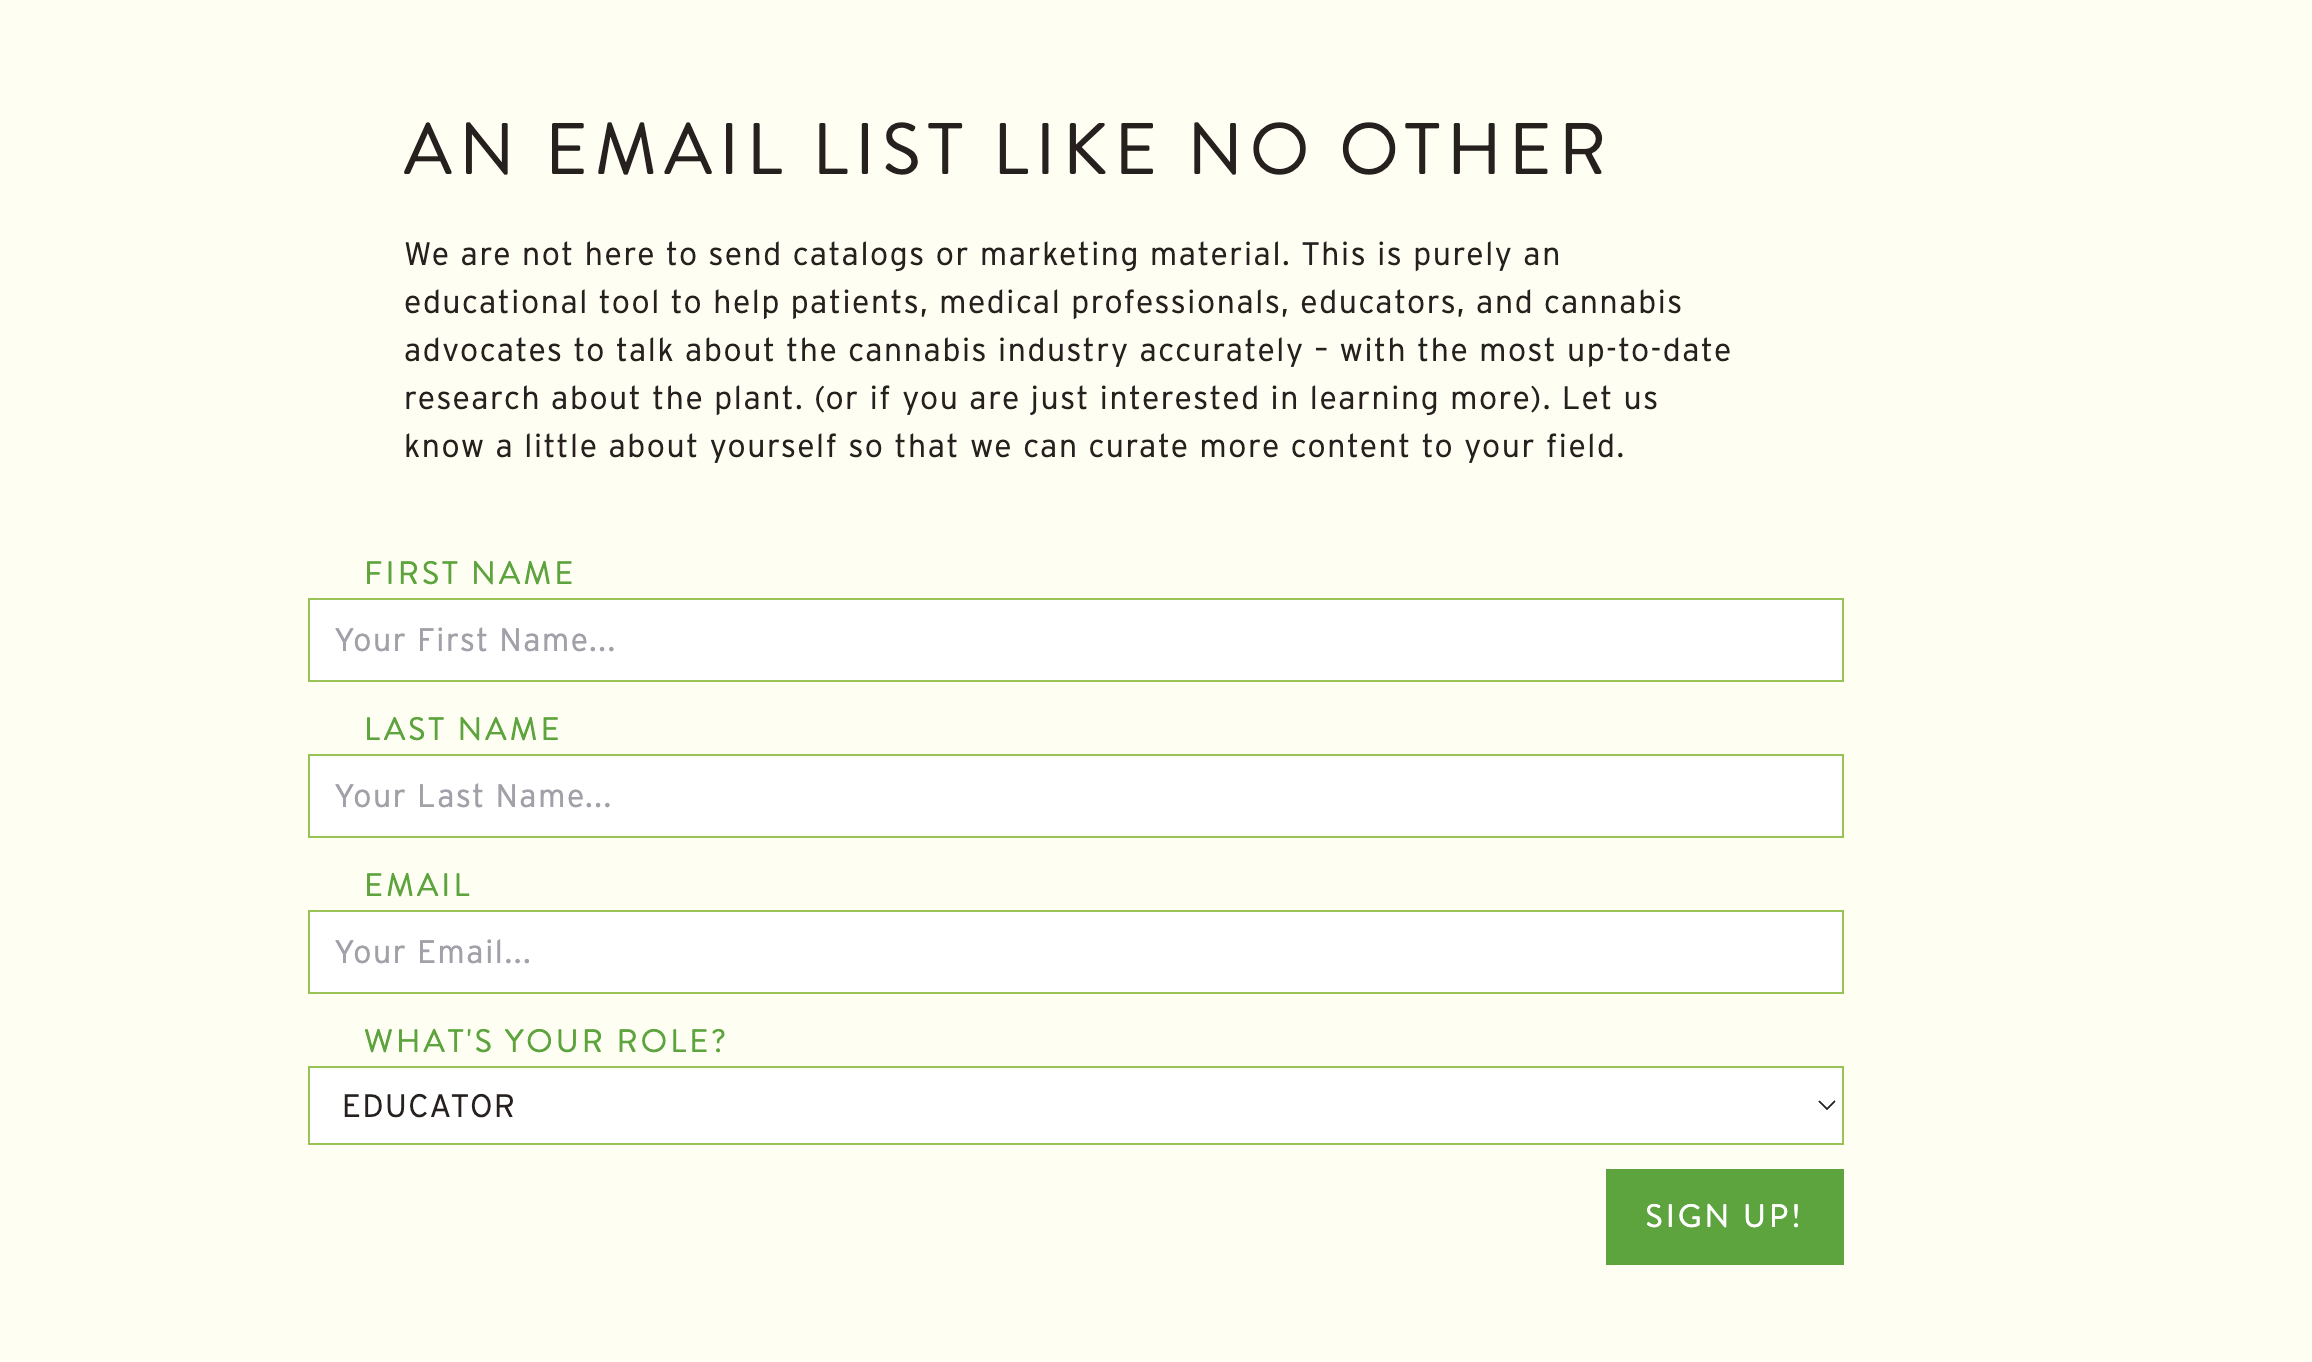 AN EMAIL LIST LIKE NO OTHER
We are not here to send catalogs or marketing material. This is purely an
educational tool to help patients, medical professionals, educators, and cannabis
advocates to talk about the cannabis industry accurately – with the most up-to-date
research about the plant. (or if you are just interested in learning more). Let us
know a little about yourself so that we can curate more content to your field.
FIRST NAME
Your First Name...
LAST NAME
Your Last Name...
EMAIL
Your Email...
WHAT'S YOUR ROLE?
EDUCATOR
SIGN UP!